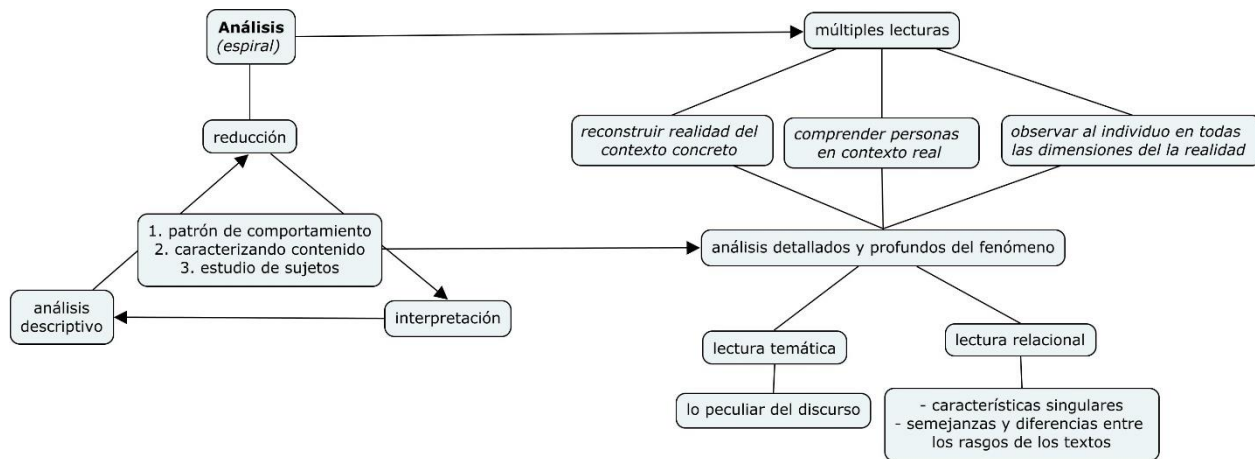 Análisis
(espiral)
múltiples lecturas
reducción
reconstruir realidad del
contexto concreto
comprender personas
en contexto real
observar al individuo en todas
las dimensiones del la realidad
1. patrón de comportamiento
2. caracterizando contenido
3. estudio de sujetos
análisis detallados y profundos del fenómeno
análisis
descriptivo
interpretación
lectura temática
lectura relacional
lo peculiar del discurso
- características singulares
- semejanzas y diferencias entre
los rasgos de los textos